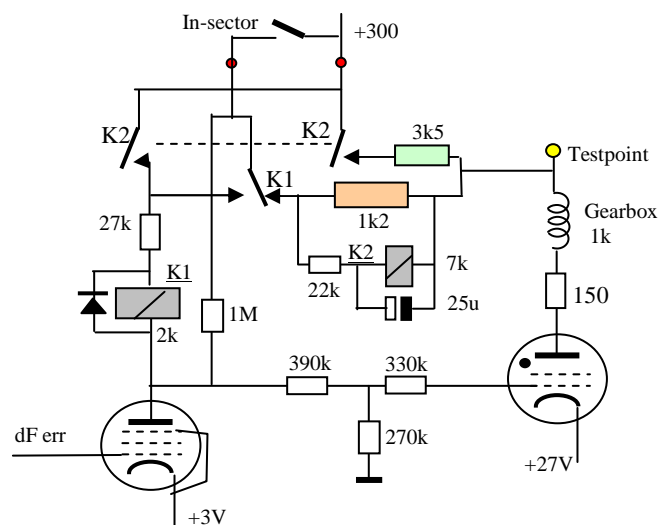 In-sector
+300
K2
K2
3k5
Testpoint
K1
1k2
Gearbox
1k
27k
K2
7k
K1
22k
25u
150
2k
1M
390k
330k
dF err
270k
+27V
+3V